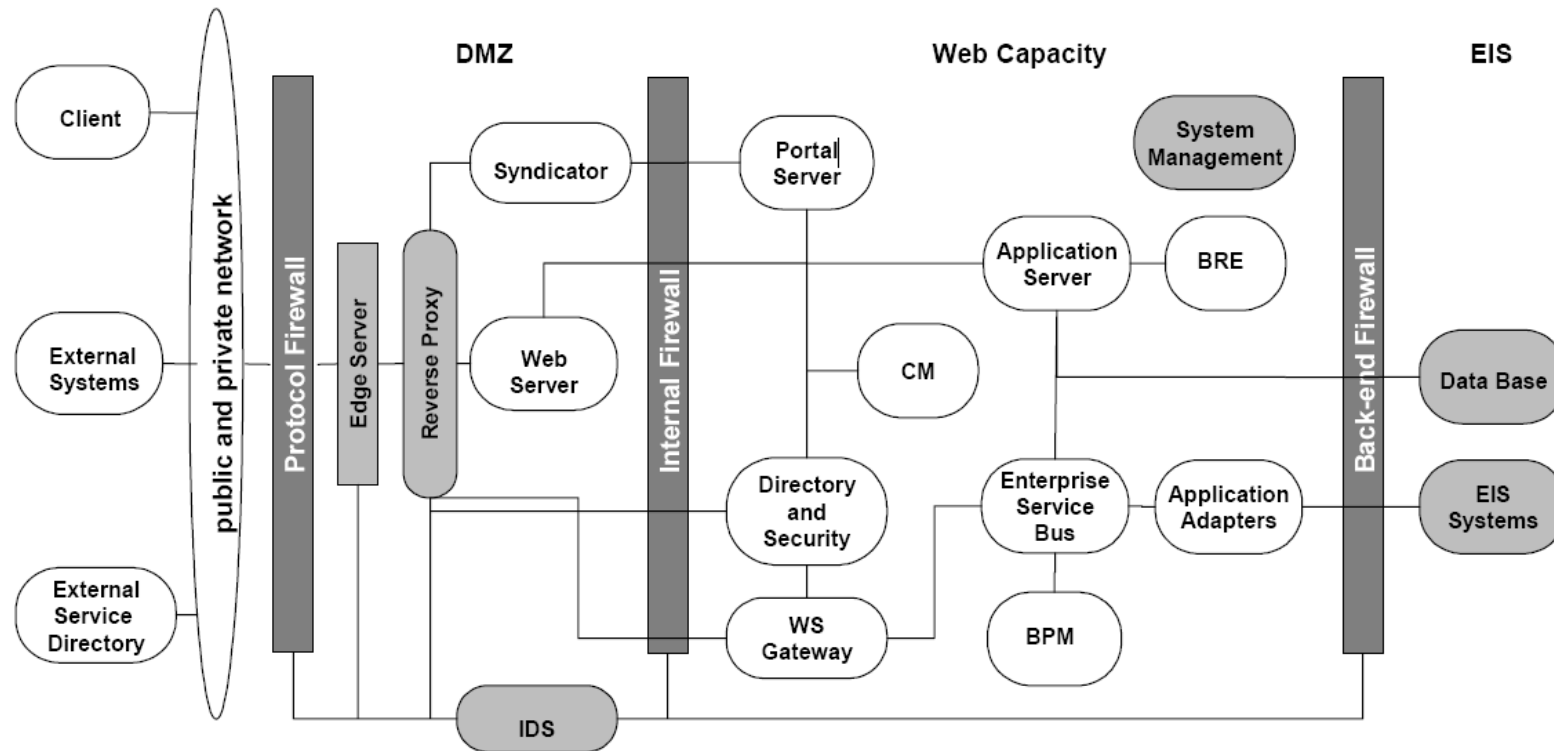 DMZ
Web Capacity
EIS
Client
External
Systems
External
Service
Directory
public and private network
Protocol Firewall
Edge Server
Reverse Proxy
Syndicator
Web
Server
IDS
Internal Firewall
Portal
Server
CM
Directory
and
Security
WS
Gateway
System
Management
Application
Server
BRE
Enterprise
Service
Bus
Application
Adapters
BPM
Back-end Firewall
Data Base
EIS
Systems